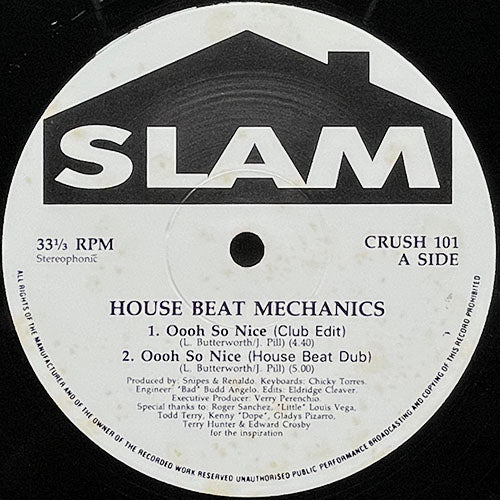 SLAM
33⅓ RPM
Stereophonic
CRUSH 101
A SIDE
HOUSE BEAT MECHANICS
1. Oooh So Nice (Club Edit)
(L. Butterworth/J. Pill) (4.40)
2. Oooh So Nice (House Beat Dub)
(L. Butterworth/J. Pill) (5.00)
Produced by: Snipes & Renaldo. Keyboards: Chicky Torres.
Engineer: "Bad" Budd Angelo. Edits: Eldridge Cleaver.
Executive Producer: Verry Perenchio.
Special thanks to: Roger Sanchez, "Little" Louis Vega,
Todd Terry, Kenny "Dope", Gladys Pizarro,
Terry Hunter & Edward Crosby
for the inspiration
ALL RIGHTS OF THE MANUFACTURER AND OF THE OWNER OF THE RECORDED WORK RESERVED UNAUTHORISED PUBLIC PERFORMANCE BROADCASTING AND COPYING OF THIS RECORD PROHIBITED